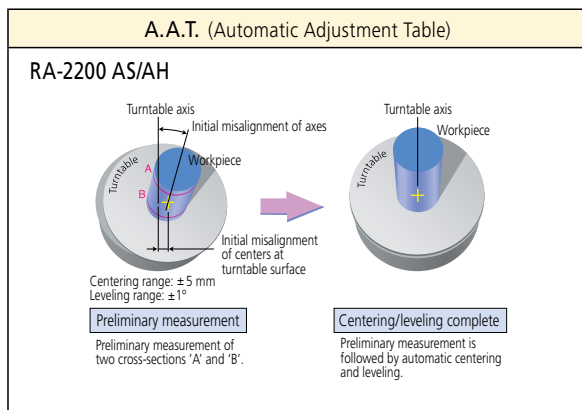 A.A.T. (Automatic Adjustment Table)
RA-2200 AS/AH
Turntable axis
Initial misalignment of axes
Workpiece
Turntable
A
B
Initial misalignment
of centers at
turntable surface
Centering range: ±5 mm
Leveling range: ±1°
Preliminary measurement
Preliminary measurement of
two cross-sections ‘A’ and ‘B’.
Turntable axis
Workpiece
Turntable
Centering/leveling complete
Preliminary measurement is
followed by automatic centering
and leveling.